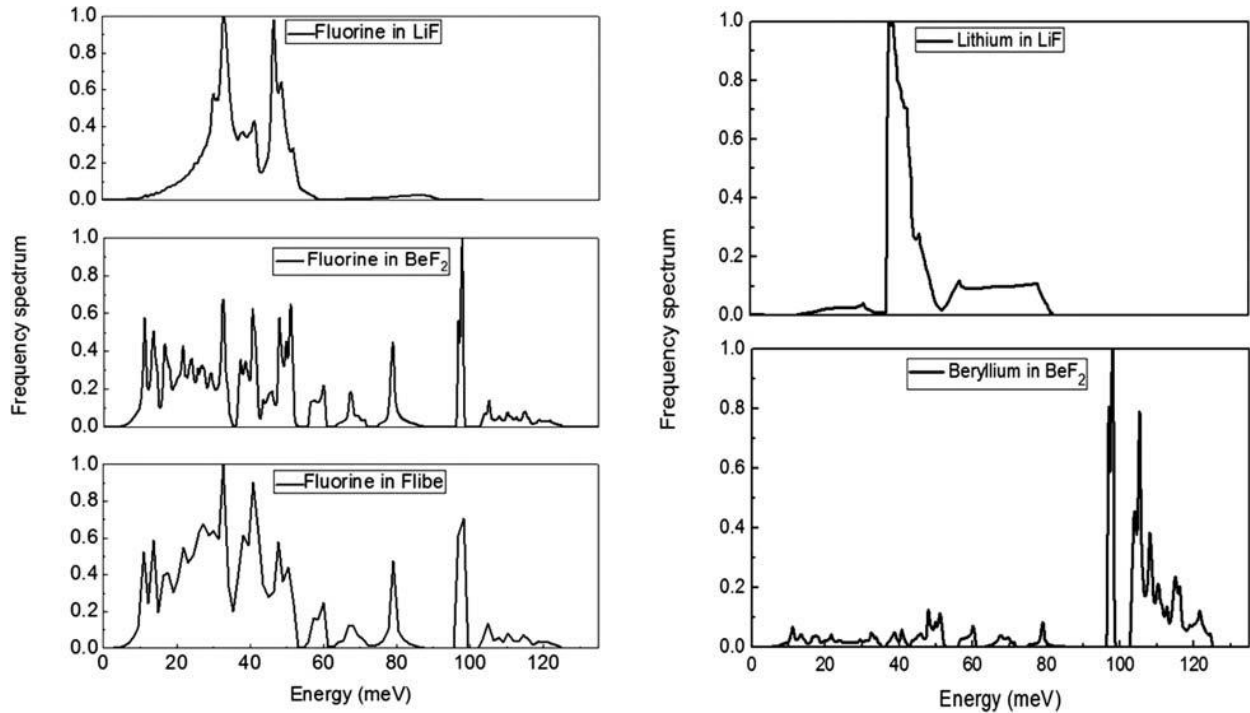 Frequency spectrum
1.0
0.8
0.6
0.4
0.2
0.0
Fluorine in LiF
1.0
0.8
0.6
0.4
0.2
0.0
Fluorine in BeF₂
1.0
0.8
0.6
0.4
0.2
0.0
Fluorine in Flibe
0 20 40 60 80 100 120
Energy (meV)
Frequency spectrum
1.0
0.8
0.6
0.4
0.2
0.0
Lithium in LiF
1.0
0.8
0.6
0.4
0.2
0.0
Beryllium in BeF₂
0 20 40 60 80 100 120
Energy (meV)
Frequency spectrum